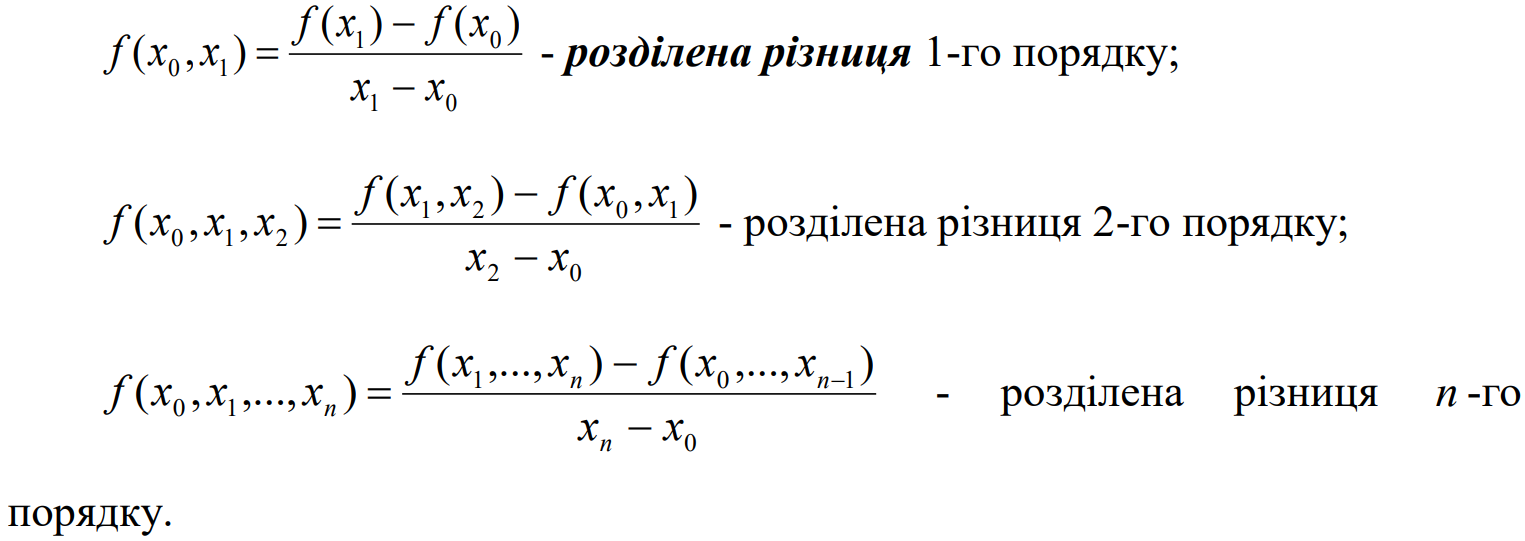 f(x₀,x₁) = (f(x₁) − f(x₀)) / (x₁ − x₀) - розділена різниця 1-го порядку;
f(x₀,x₁,x₂) = (f(x₁,x₂) − f(x₀,x₁)) / (x₂ − x₀) - розділена різниця 2-го порядку;
f(x₀,x₁,...,xₙ) = (f(x₁,...,xₙ) − f(x₀,...,xₙ₋₁)) / (xₙ − x₀) - розділена різниця n-го
порядку.